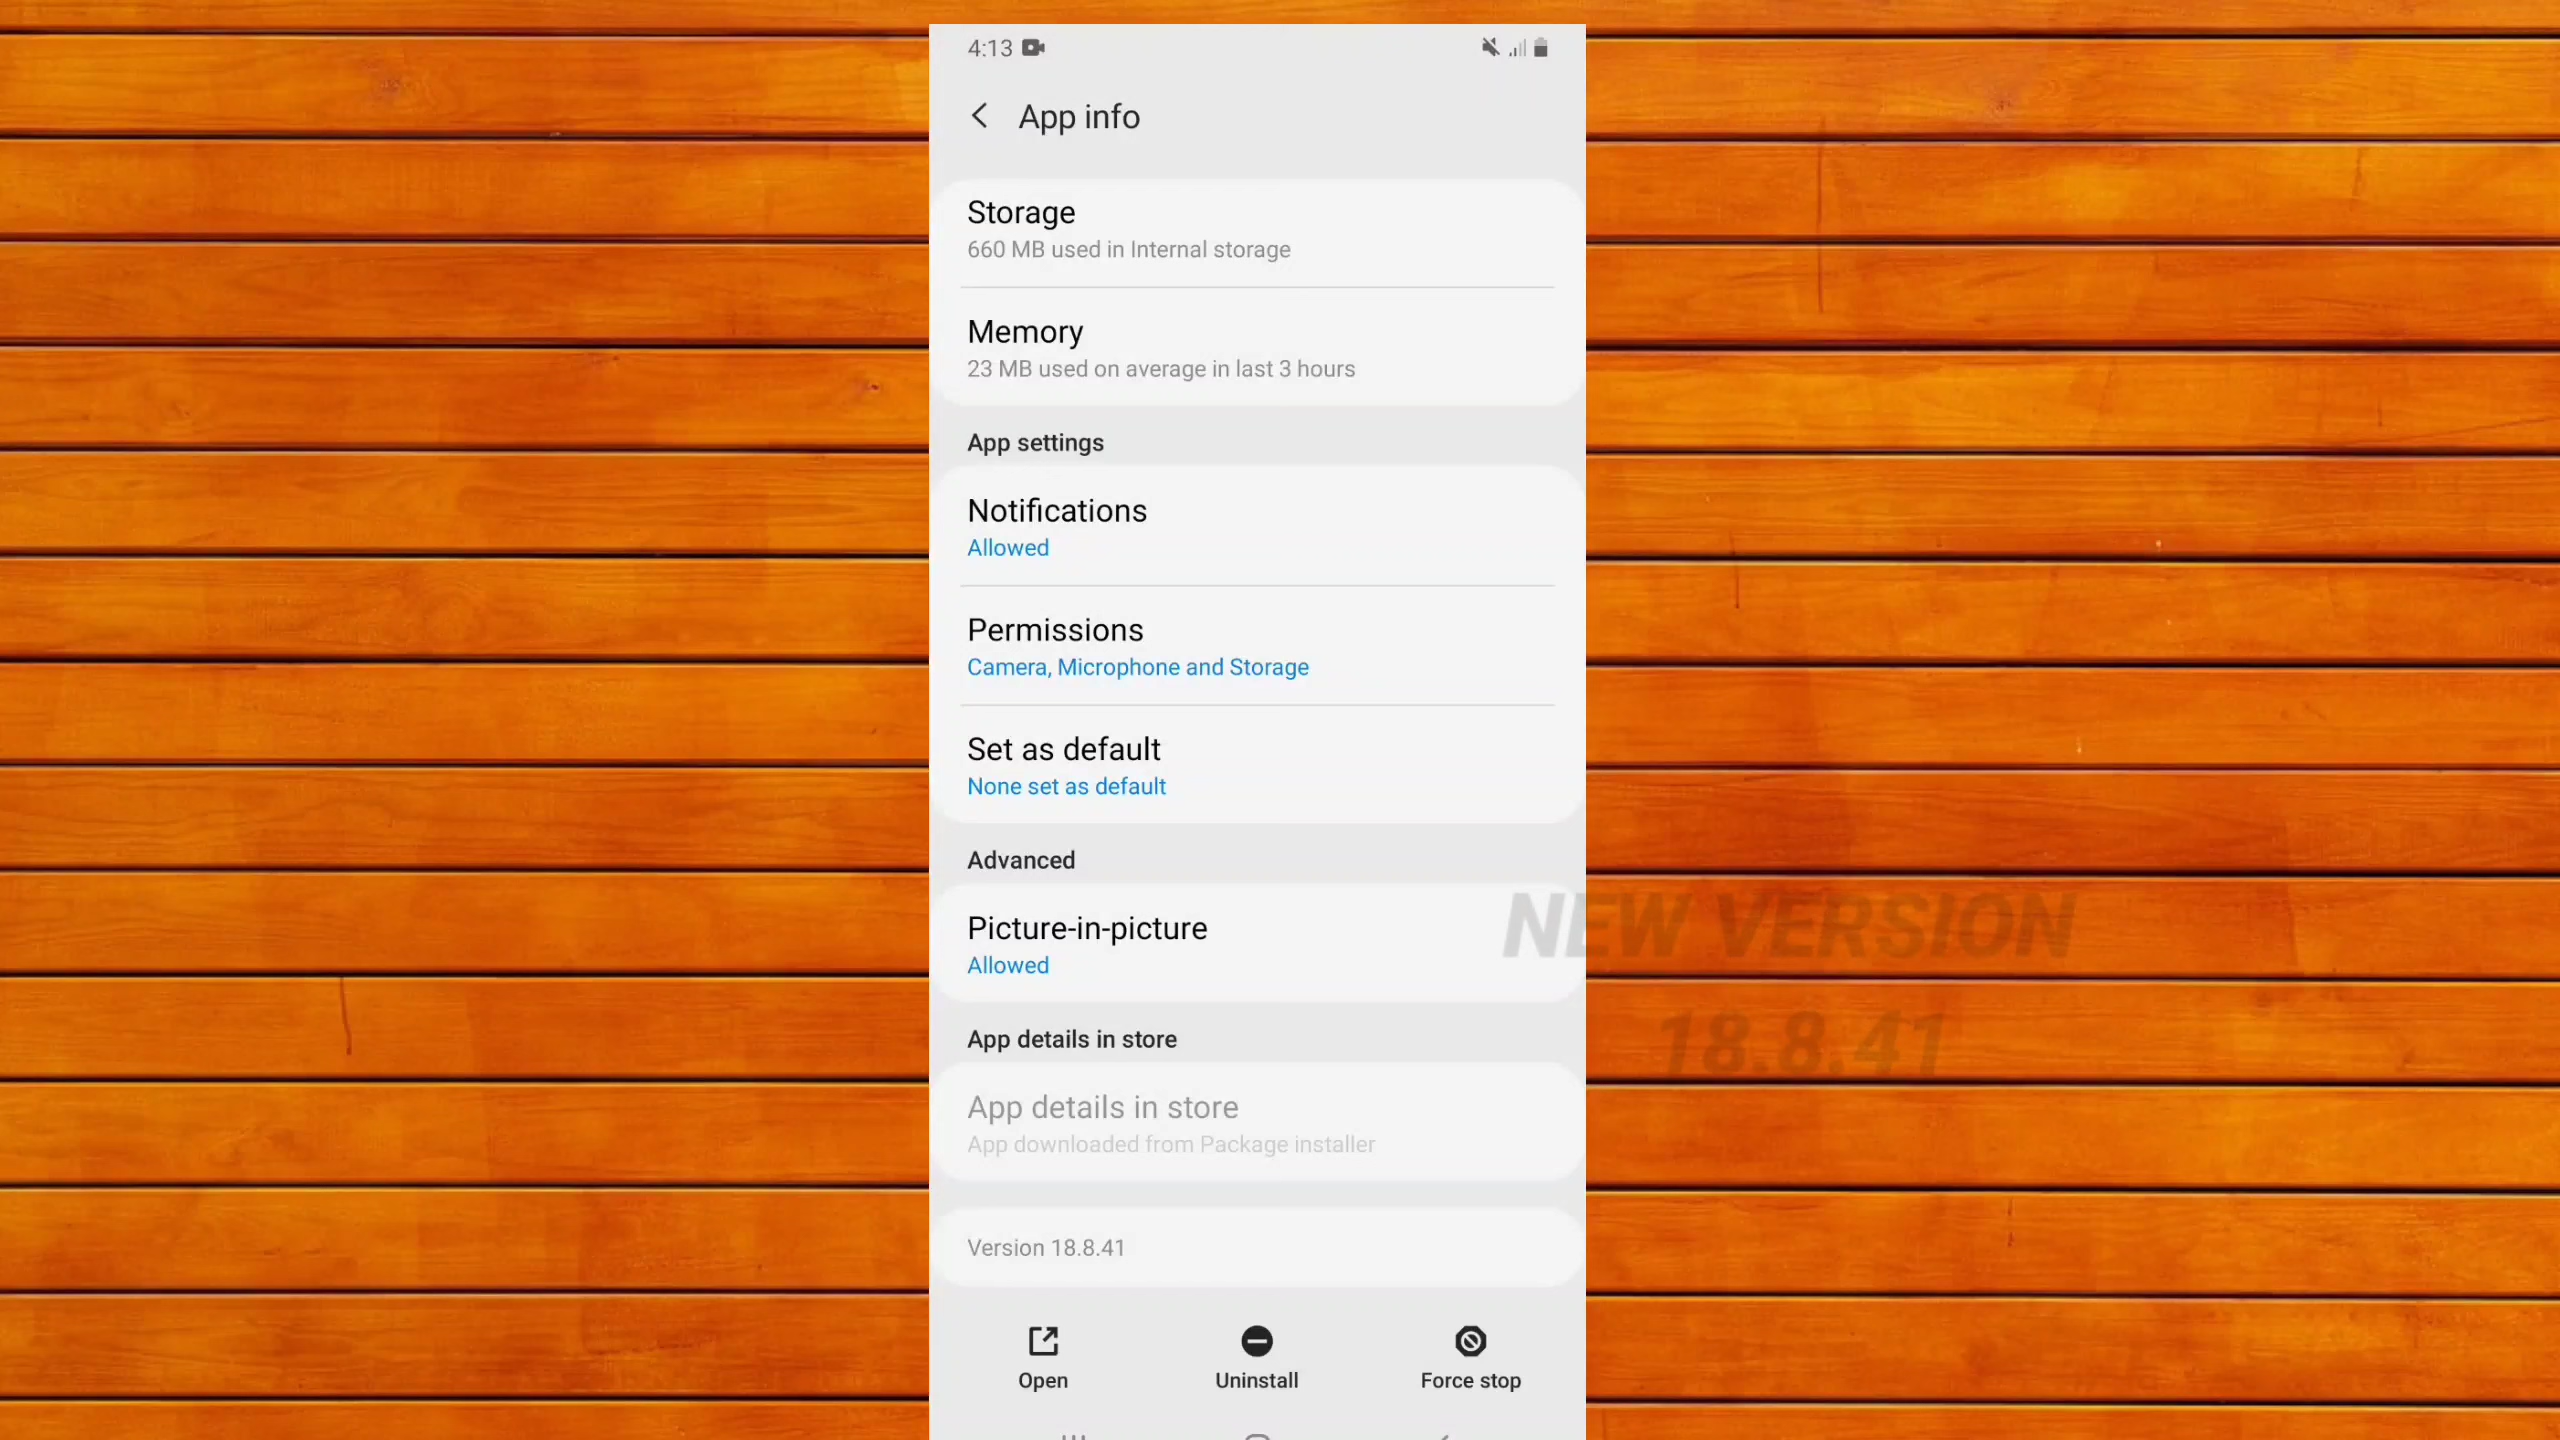 4:13
App info
Storage
660 MB used in Internal storage
Memory
23 MB used on average in last 3 hours
App settings
Notifications
Allowed
Permissions
Camera, Microphone and Storage
Set as default
None set as default
Advanced
Picture-in-picture
Allowed
NEW VERSION
18.8.41
App details in store
App details in store
App downloaded from Package installer
Version 18.8.41
Open
Uninstall
Force stop